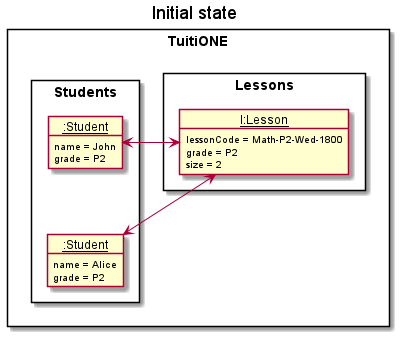 Initial state
TuitiONE
Students
:Student
name = John
grade = P2
:Student
name = Alice
grade = P2
Lessons
l:Lesson
lessonCode = Math-P2-Wed-1800
grade = P2
size = 2